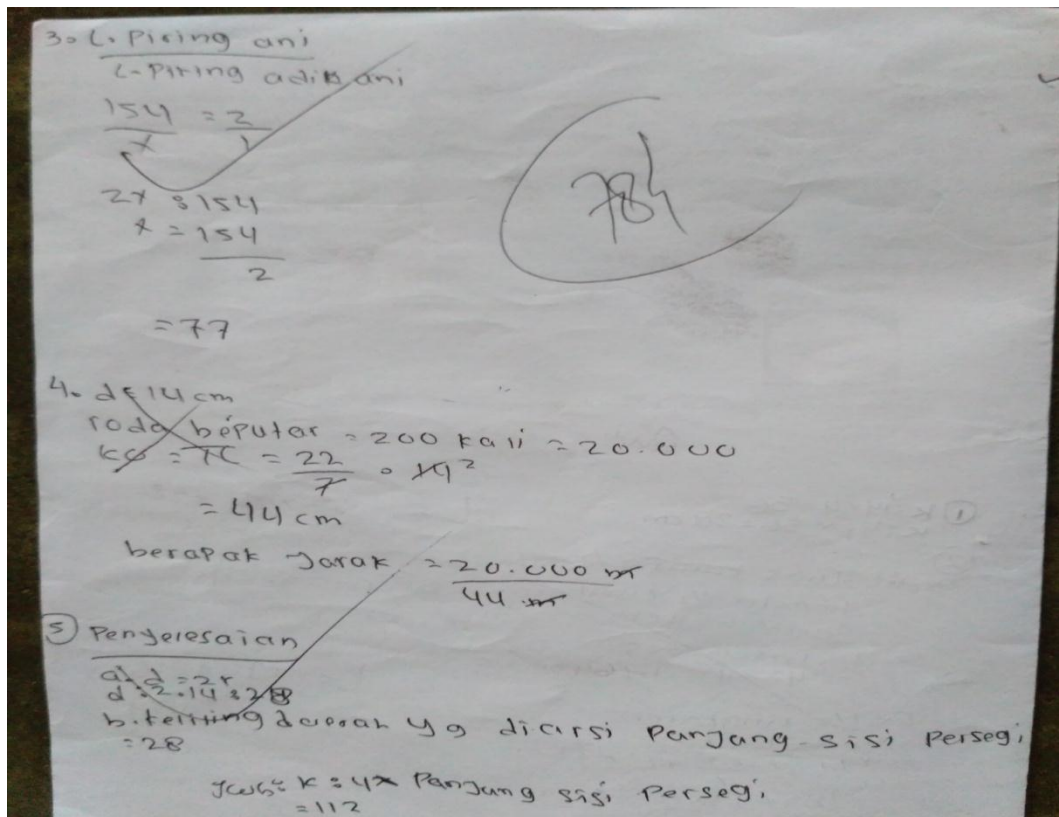 3. L. Piring ani
L. Piring adik ani
154 = 2
x 1
2x = 154
x = 154
2
= 77
784
4. d = 14 cm
roda beputar = 200 kali = 20.000
= π = 22
7 . 14 2
= 44 cm
berapak Jarak = 20.000 m
44 m
5 Penyelesaian
a) d = 2r
d = 2.14 = 28
b. keliling daerah yg diarsi Panjang sisi Persegi
= 28
Jwb = k = 4x Panjang sisi Persegi
= 112